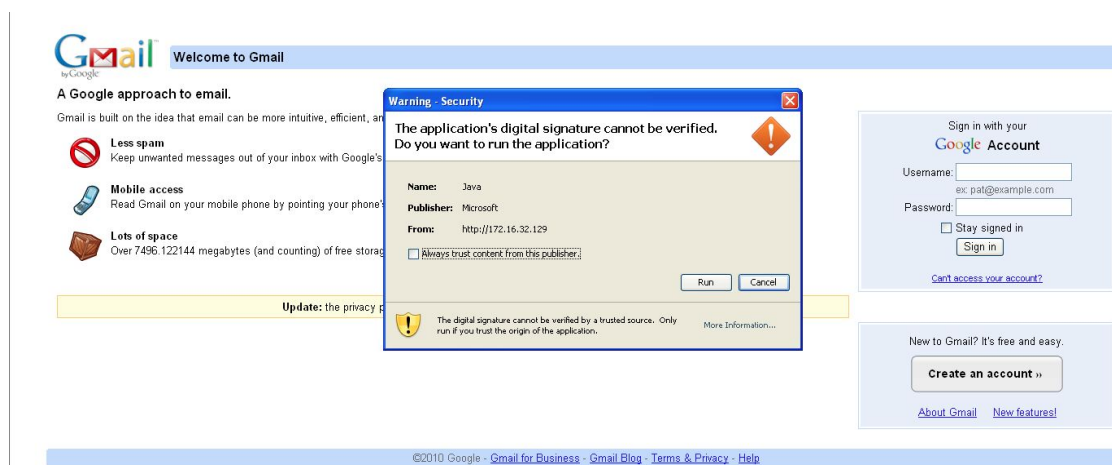 Gmail
by Google
Welcome to Gmail
A Google approach to email.
Gmail is built on the idea that email can be more intuitive, efficient, an
Less spam
Keep unwanted messages out of your inbox with Google's
Mobile access
Read Gmail on your mobile phone by pointing your phone's
Lots of space
Over 7496.122144 megabytes (and counting) of free storag
Update: the privacy p
Warning - Security
The application's digital signature cannot be verified.
Do you want to run the application?
Name: Java
Publisher: Microsoft
From: http://172.16.32.129
Always trust content from this publisher.
Run Cancel
The digital signature cannot be verified by a trusted source. Only
run if you trust the origin of the application.
More Information...
Sign in with your
Google Account
Username:
ex: pat@example.com
Password:
Stay signed in
Sign in
Can't access your account?
New to Gmail? It's free and easy.
Create an account »
About Gmail New features!
©2010 Google - Gmail for Business - Gmail Blog - Terms & Privacy - Help